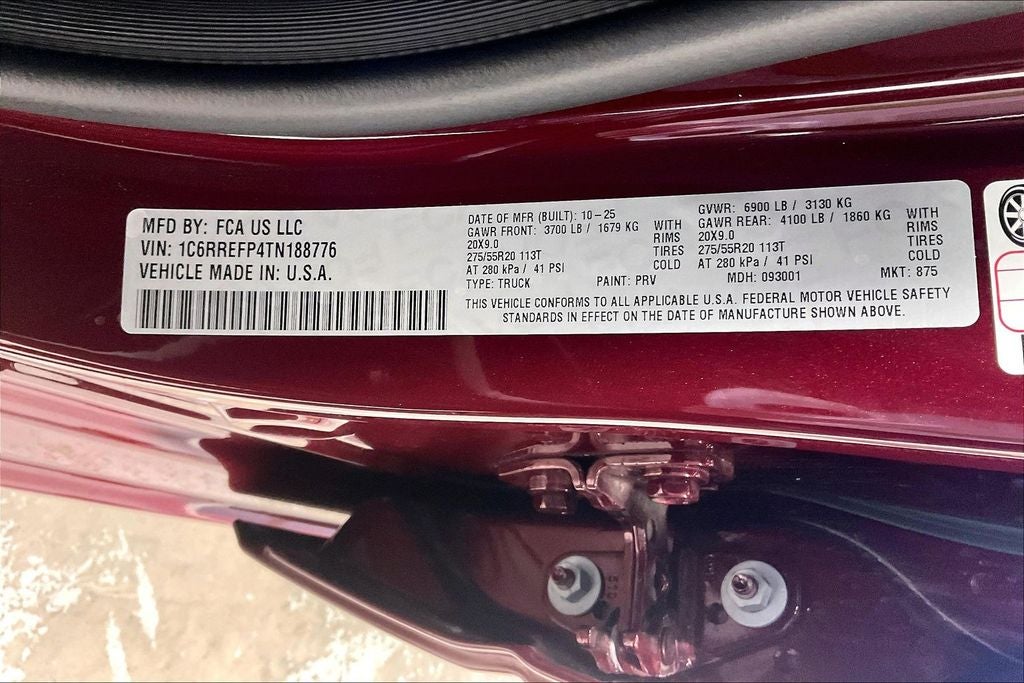 MFD BY: FCA US LLC
VIN: 1C6RREFP4TN188776
VEHICLE MADE IN: U.S.A.
DATE OF MFR (BUILT): 10-25
GAWR FRONT: 3700 LB / 1679 KG WITH
20X9.0 RIMS
275/55R20 113T TIRES
AT 280 kPa / 41 PSI COLD
TYPE: TRUCK PAINT: PRV
GVWR: 6900 LB / 3130 KG
GAWR REAR: 4100 LB / 1860 KG WITH
20X9.0 RIMS
275/55R20 113T TIRES
AT 280 kPa / 41 PSI COLD
MDH: 093001 MKT: 875
THIS VEHICLE CONFORMS TO ALL APPLICABLE U.S.A. FEDERAL MOTOR VEHICLE SAFETY
STANDARDS IN EFFECT ON THE DATE OF MANUFACTURE SHOWN ABOVE.